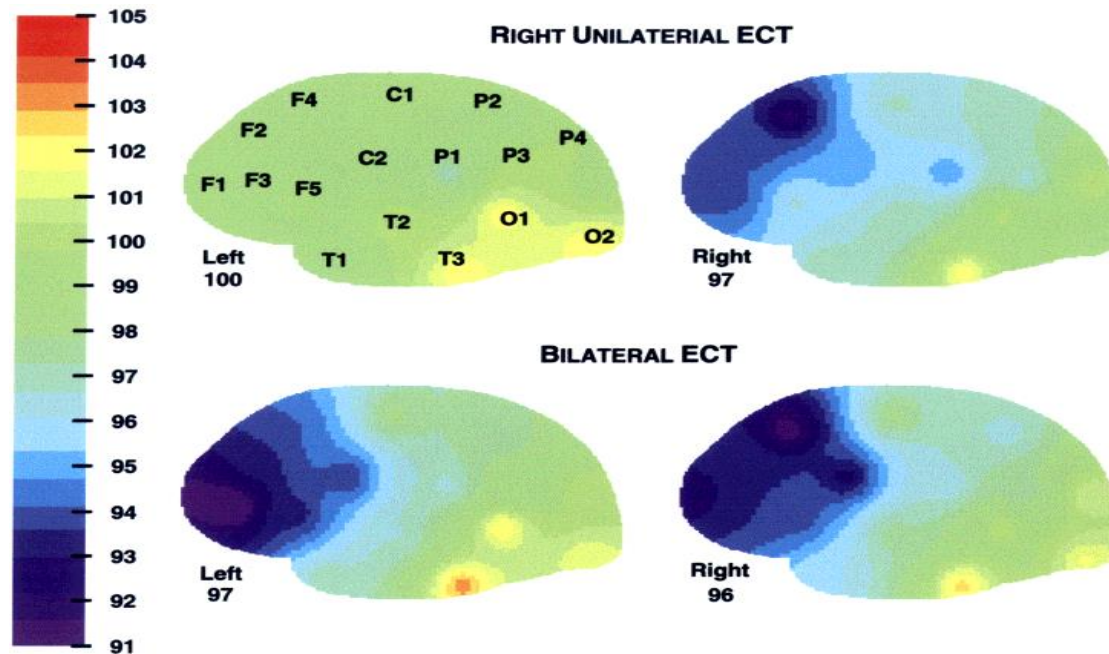 105
104
103
102
101
100
99
98
97
96
95
94
93
92
91
RIGHT UNILATERIAL ECT
F4
C1
P2
F2
P4
C2
P1
P3
F1
F3
F5
T2
O1
O2
T1
T3
Left
100
Right
97
BILATERAL ECT
Left
97
Right
96